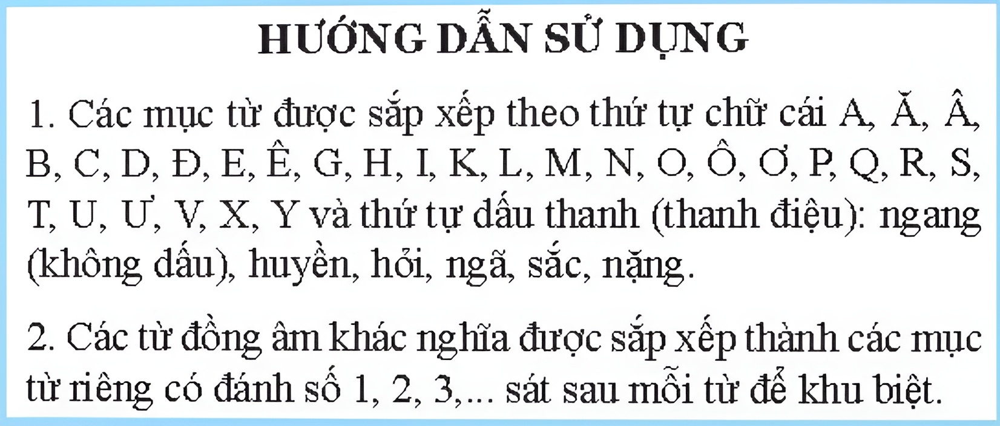 HƯỚNG DẪN SỬ DỤNG
1. Các mục từ được sắp xếp theo thứ tự chữ cái A, Ă, Â,
B, C, D, Đ, E, Ê, G, H, I, K, L, M, N, O, Ô, Ơ, P, Q, R, S,
T, U, Ư, V, X, Y và thứ tự dấu thanh (thanh điệu): ngang
(không dấu), huyền, hỏi, ngã, sắc, nặng.
2. Các từ đồng âm khác nghĩa được sắp xếp thành các mục
từ riêng có đánh số 1, 2, 3,... sát sau mỗi từ để khu biệt.